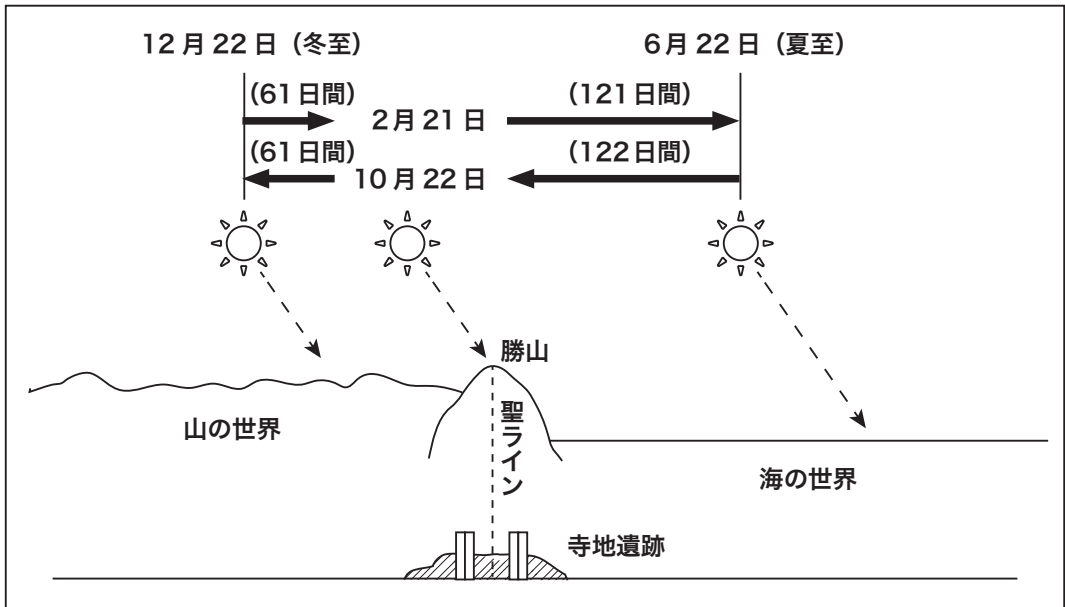 12月22日（冬至）
6月22日（夏至）
（61日間）
（121日間）
2月21日
（61日間）
（122日間）
10月22日
勝山
聖ライン
山の世界
海の世界
寺地遺跡